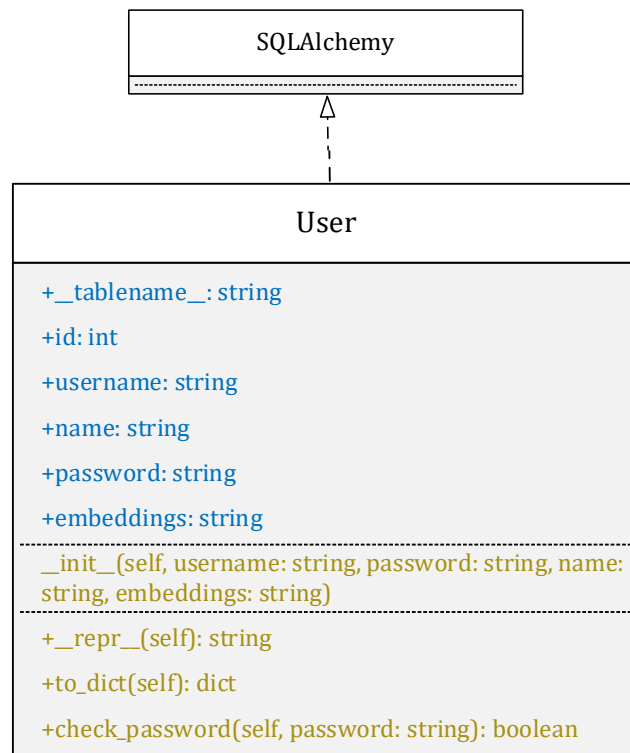 SQLAlchemy
User
+__tablename__: string
+id: int
+username: string
+name: string
+password: string
+embeddings: string
__init__(self, username: string, password: string, name:
string, embeddings: string)
+__repr__(self): string
+to_dict(self): dict
+check_password(self, password: string): boolean